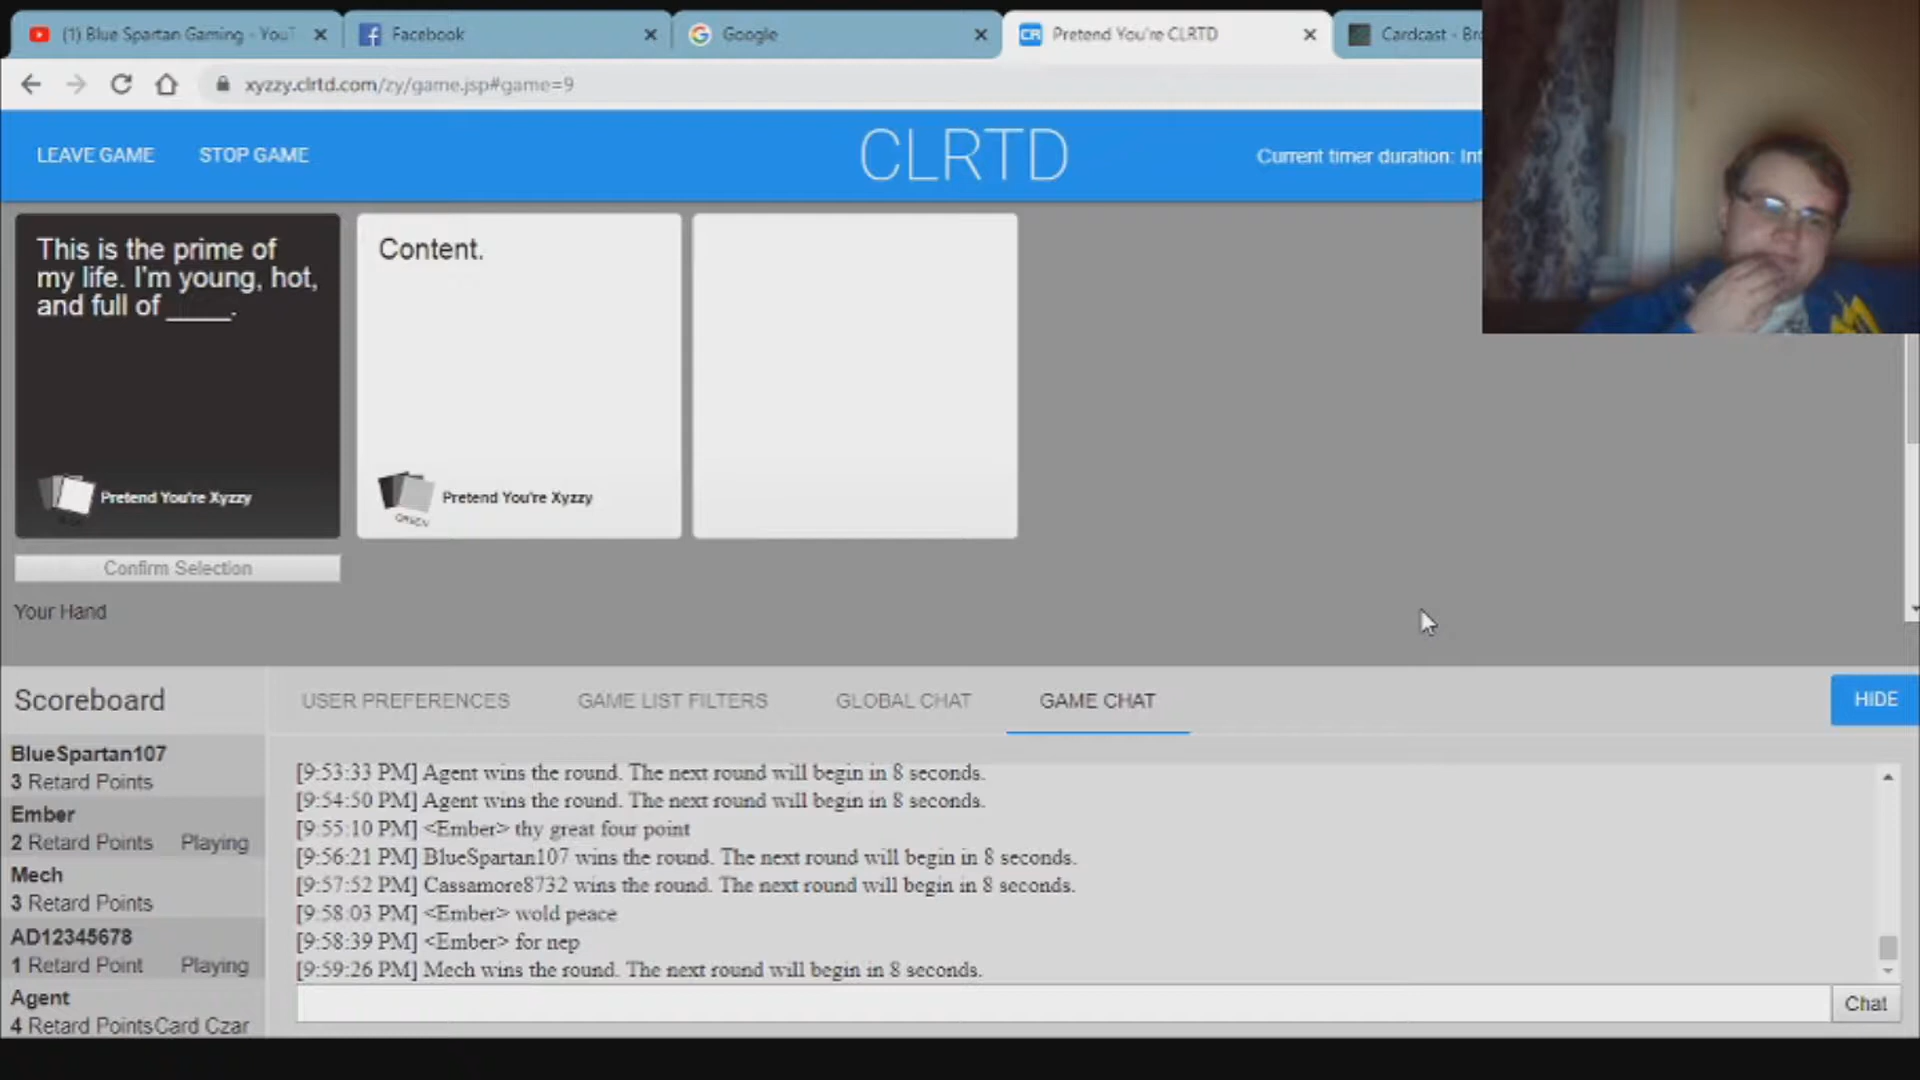 (1) Blue Spartan Gaming - YouT
Facebook
Google
Pretend You're CLRTD
Cardcast - Bro
xyzzy.clrtd.com/zy/game.jsp#game=9
LEAVE GAME
STOP GAME
CLRTD
Current timer duration: Inf
This is the prime of
my life. I'm young, hot,
and full of _____.
Pretend You're Xyzzy
Content.
Pretend You're Xyzzy
Confirm Selection
Your Hand
Scoreboard
USER PREFERENCES
GAME LIST FILTERS
GLOBAL CHAT
GAME CHAT
HIDE
BlueSpartan107
3 Retard Points
Ember
2 Retard Points Playing
Mech
3 Retard Points
AD12345678
1 Retard Point Playing
Agent
4 Retard PointsCard Czar
[9:53:33 PM] Agent wins the round. The next round will begin in 8 seconds.
[9:54:50 PM] Agent wins the round. The next round will begin in 8 seconds.
[9:55:10 PM] <Ember> thy great four point
[9:56:21 PM] BlueSpartan107 wins the round. The next round will begin in 8 seconds.
[9:57:52 PM] Cassamore8732 wins the round. The next round will begin in 8 seconds.
[9:58:03 PM] <Ember> wold peace
[9:58:39 PM] <Ember> for nep
[9:59:26 PM] Mech wins the round. The next round will begin in 8 seconds.
Chat